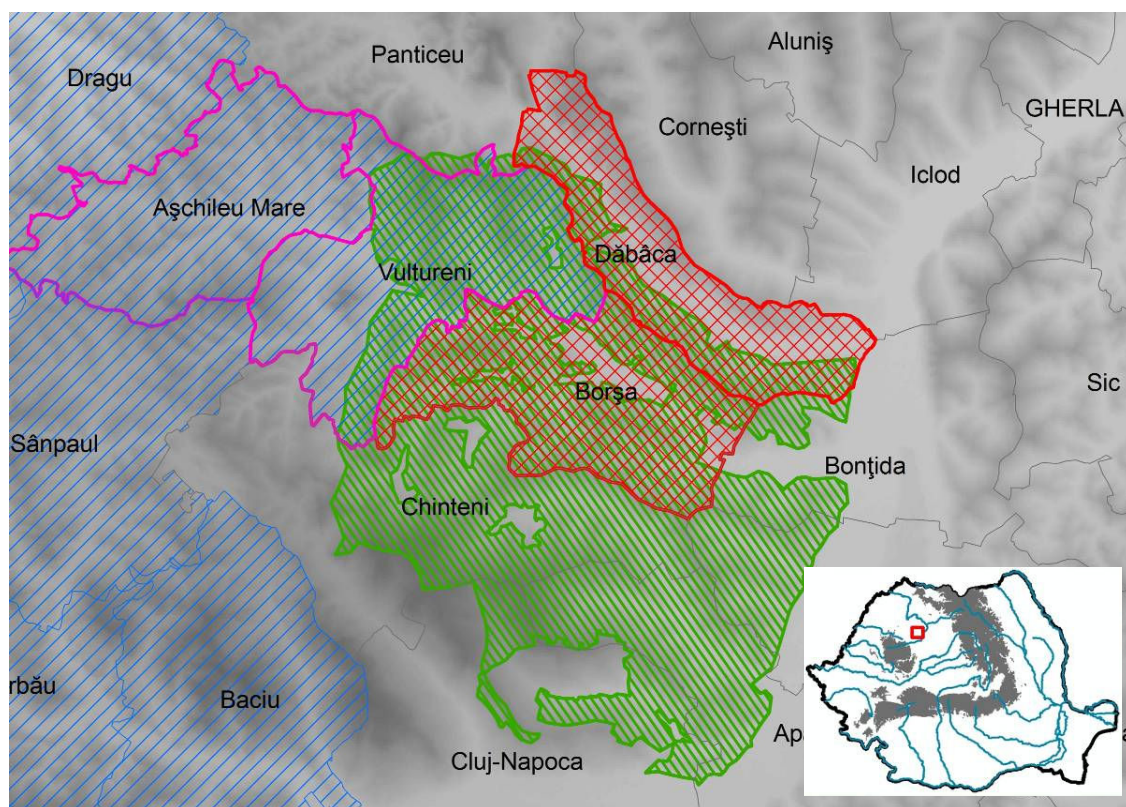 Panticeu
Aluniş
Dragu
GHERLA
Corneşti
Iclod
Aşchileu Mare
Dăbâca
Vultureni
Sic
Borşa
Sânpaul
Bonţida
Chinteni
rbău
Baciu
Cluj-Napoca
Apa
a